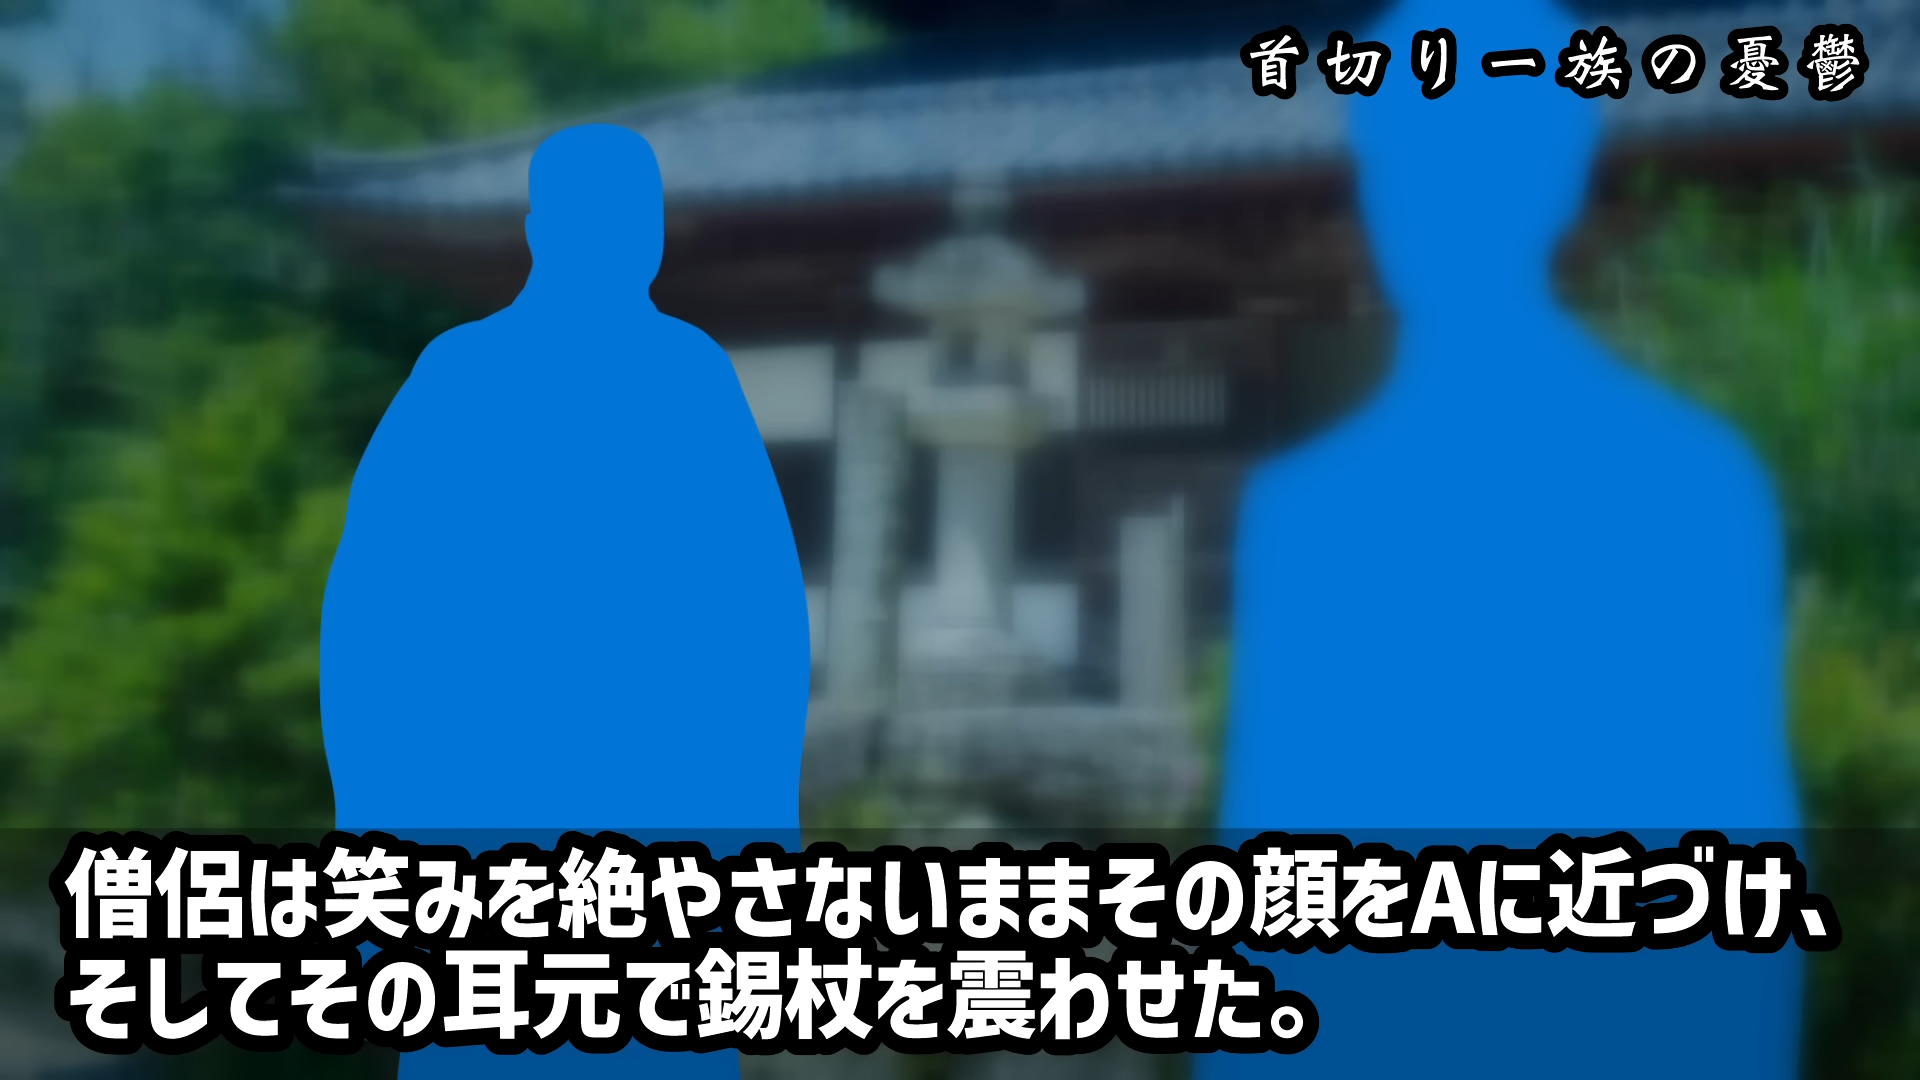 首切り一族の憂鬱
僧侶は笑みを絶やさないままその顔をAに近づけ、
そしてその耳元で錫杖を震わせた。